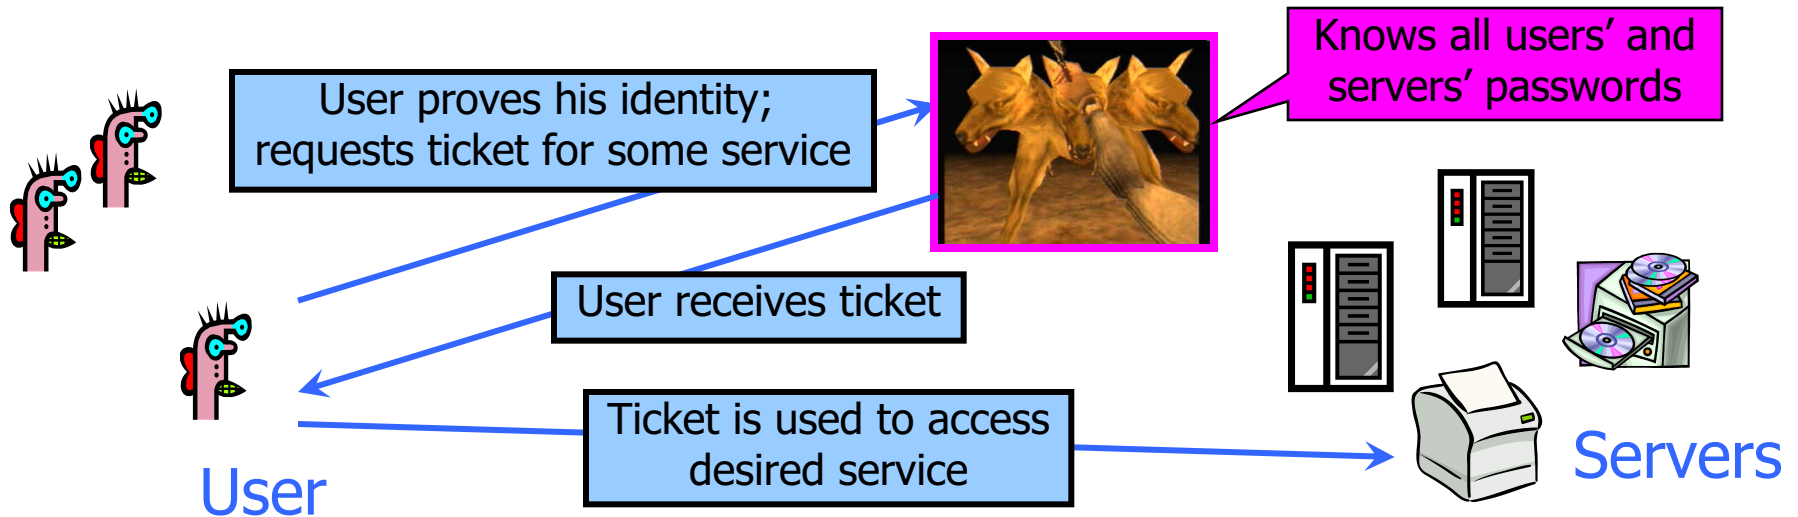 Knows all users’ and
servers’ passwords
User proves his identity;
requests ticket for some service
User receives ticket
Ticket is used to access
desired service
User
Servers